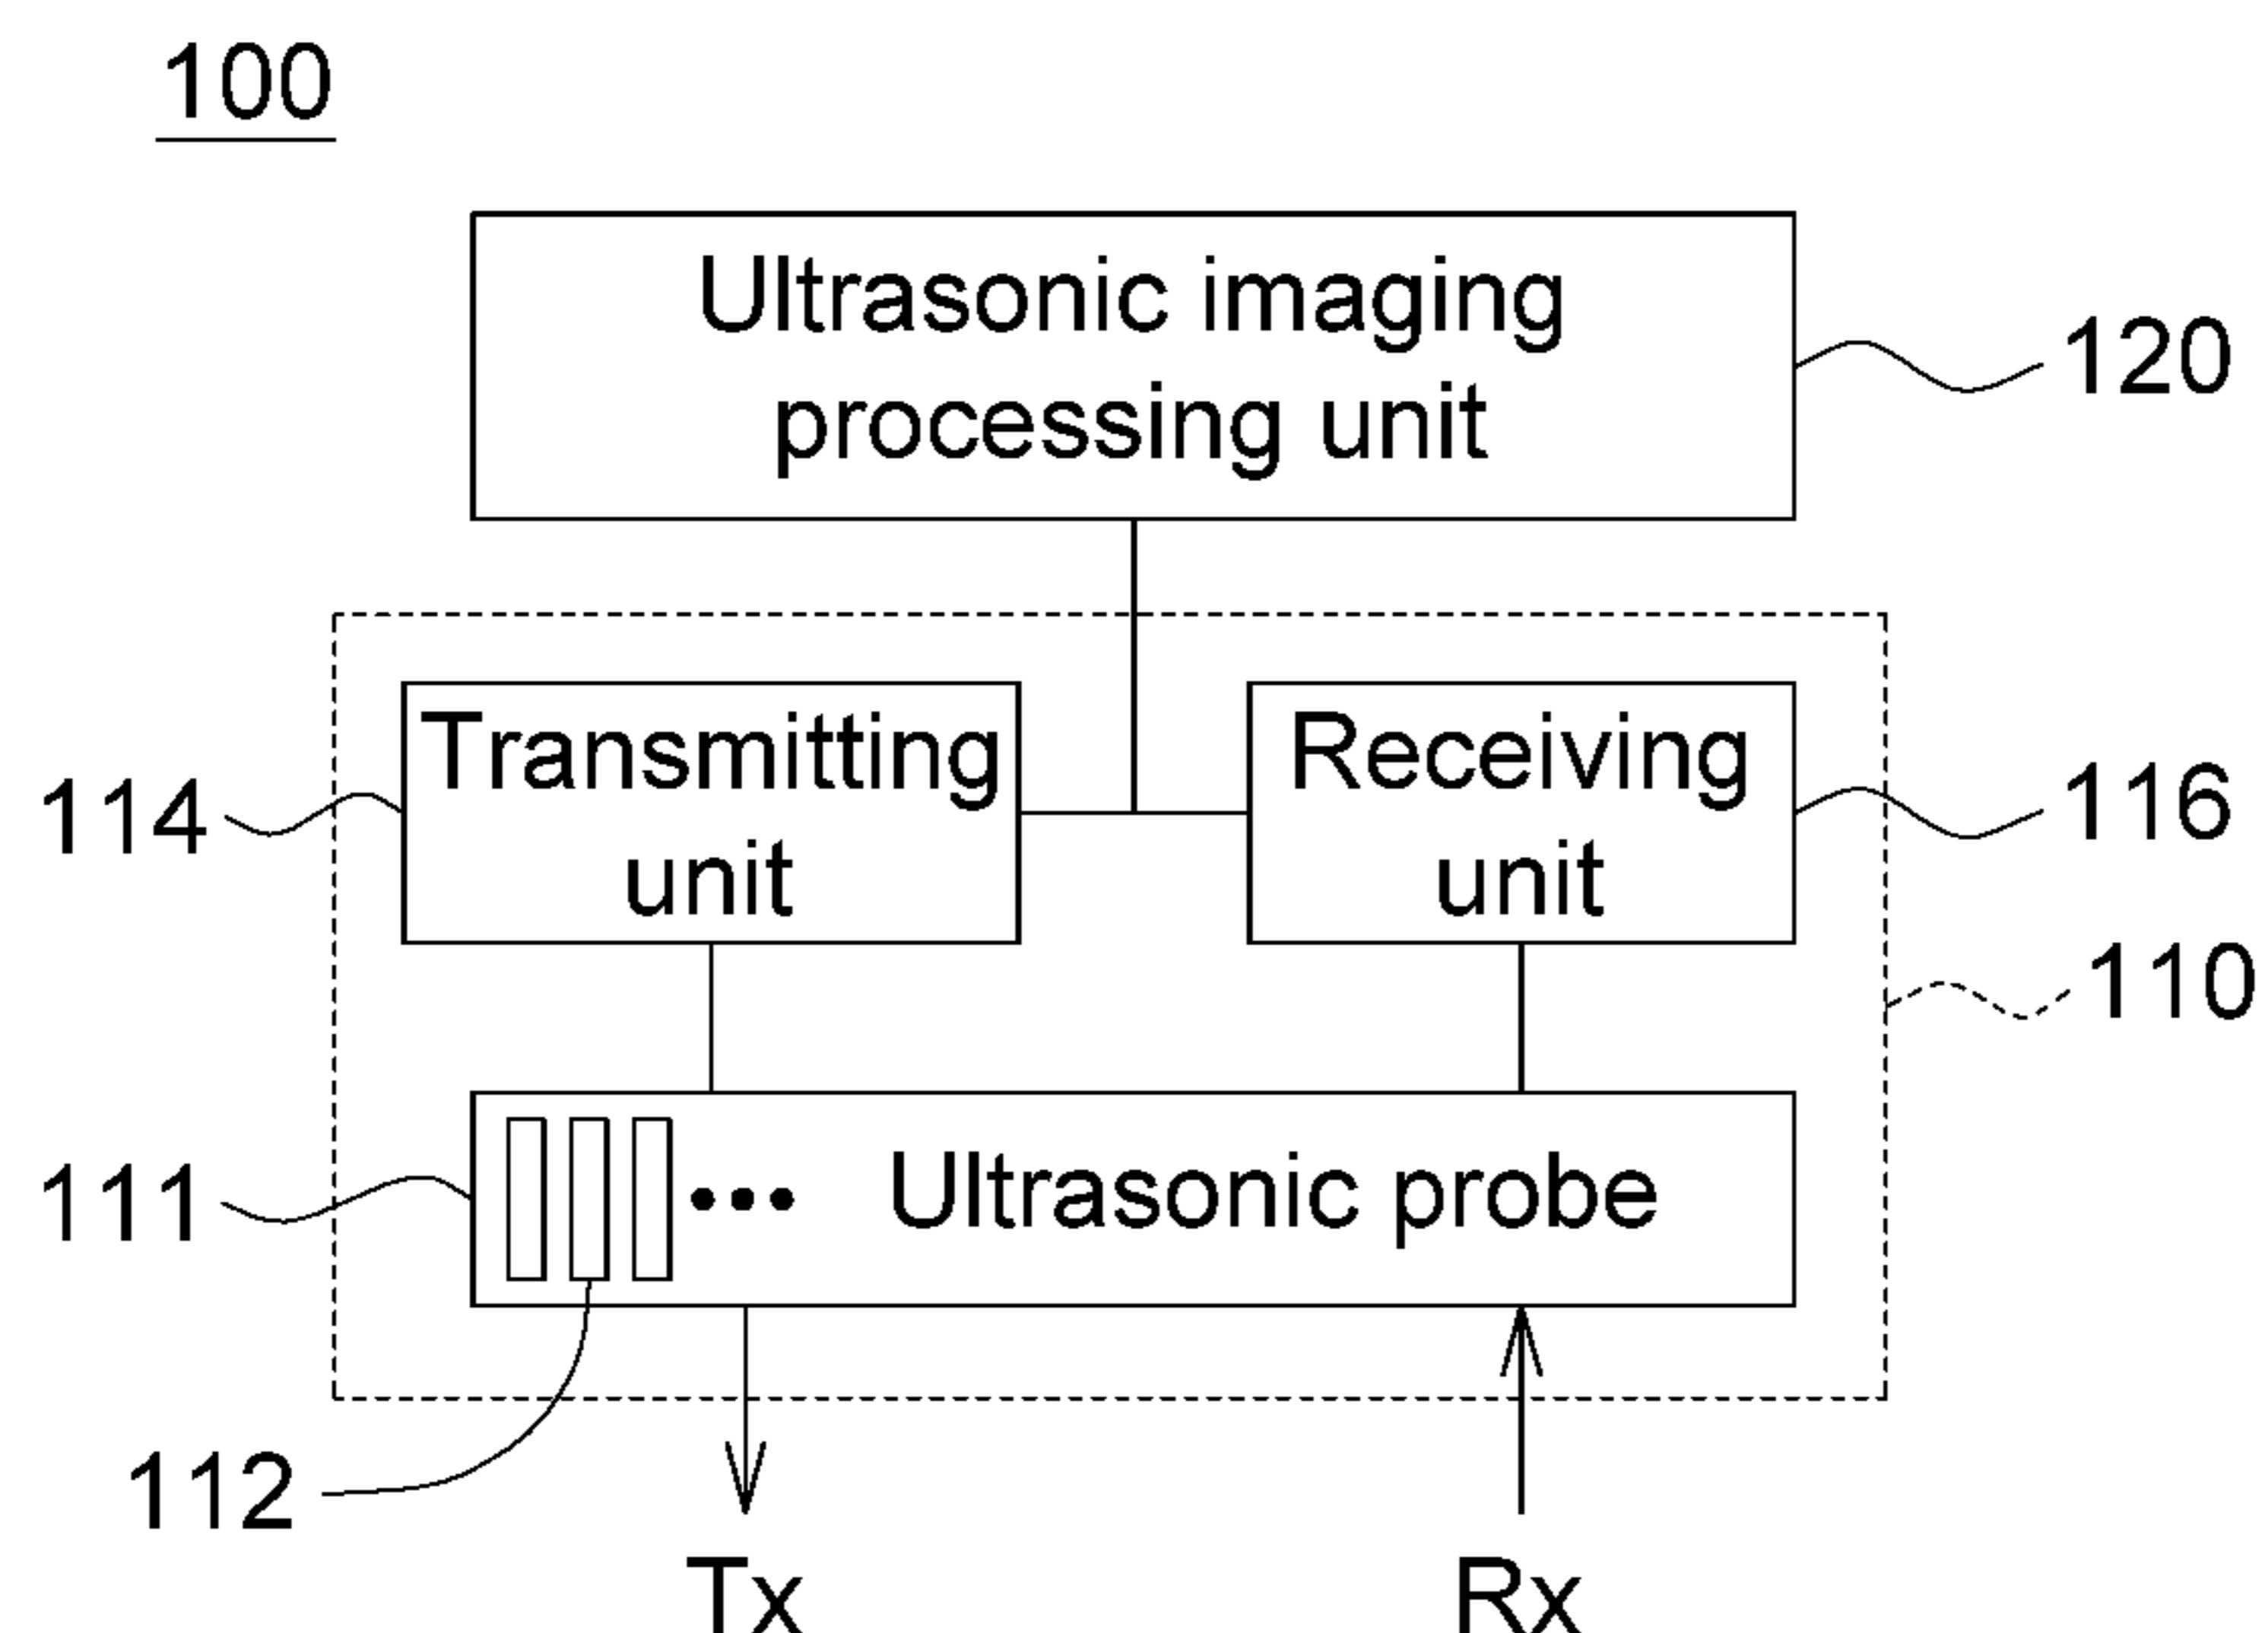 100
Ultrasonic imaging
processing unit
120
Transmitting
unit
Receiving
unit
114
116
110
111
Ultrasonic probe
112
Tx
Rx